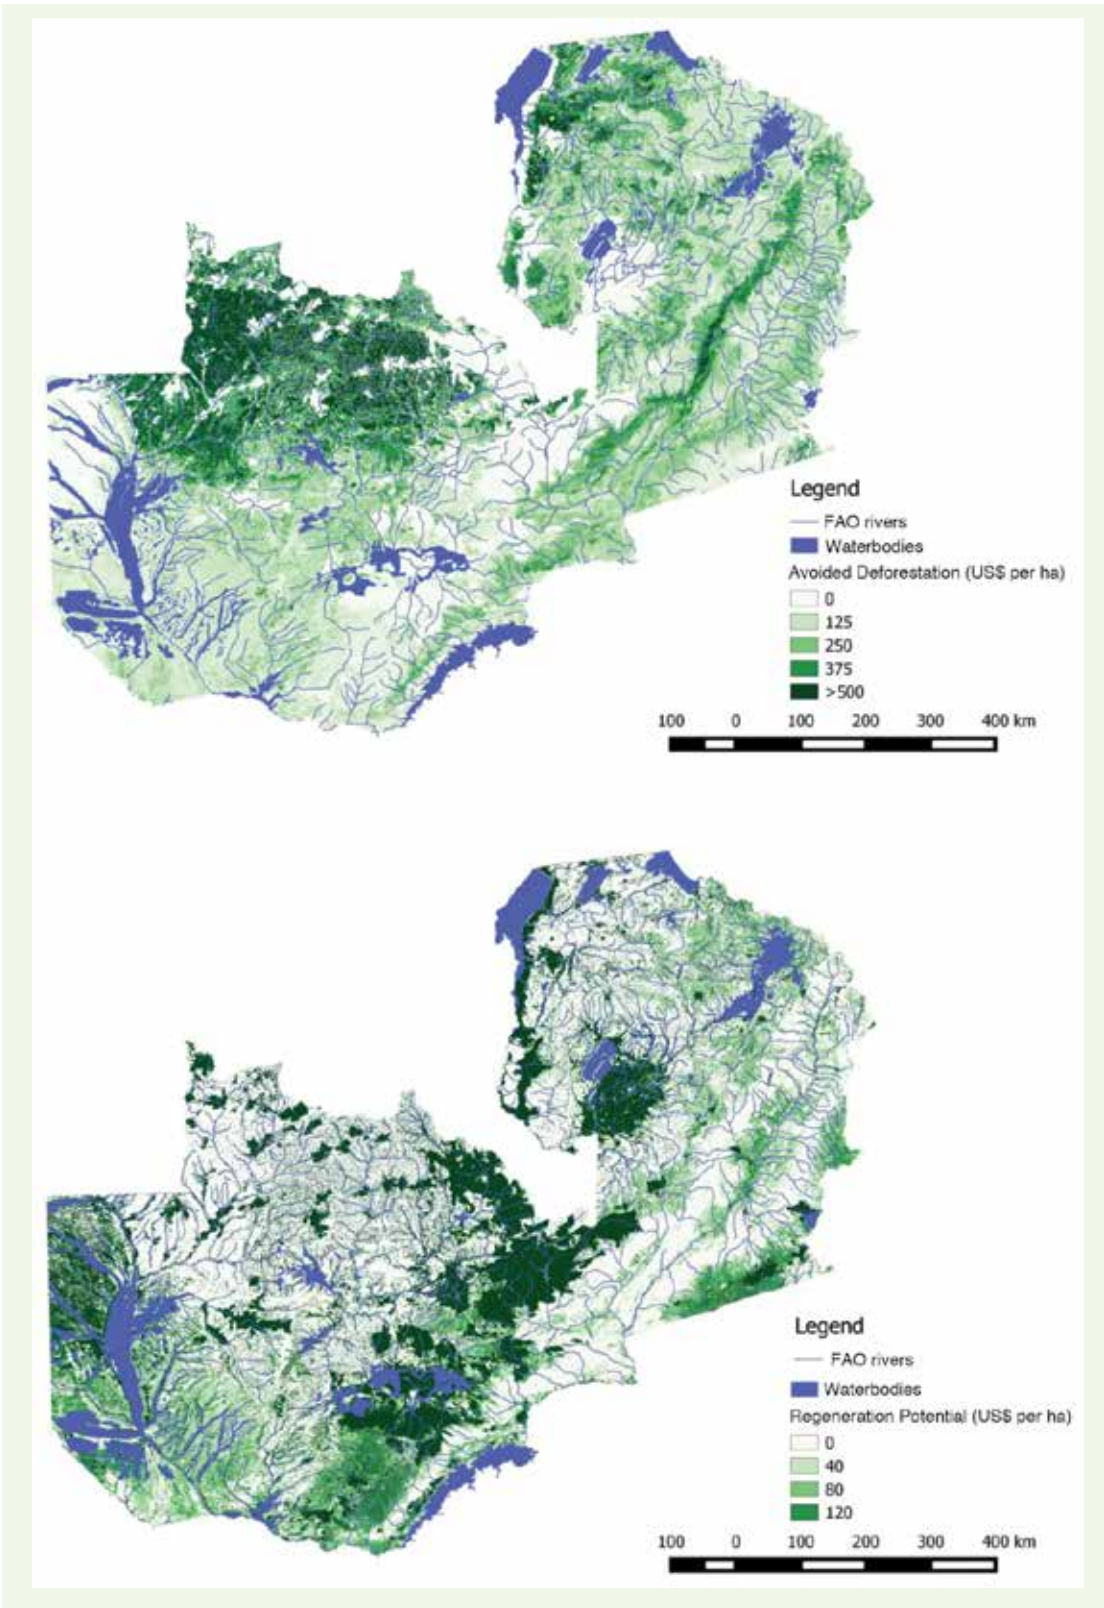 Legend
FAO rivers
Waterbodies
Avoided Deforestation (US$ per ha)
0
125
250
375
>500
100 0 100 200 300 400 km
Legend
FAO rivers
Waterbodies
Regeneration Potential (US$ per ha)
0
40
80
120
100 0 100 200 300 400 km